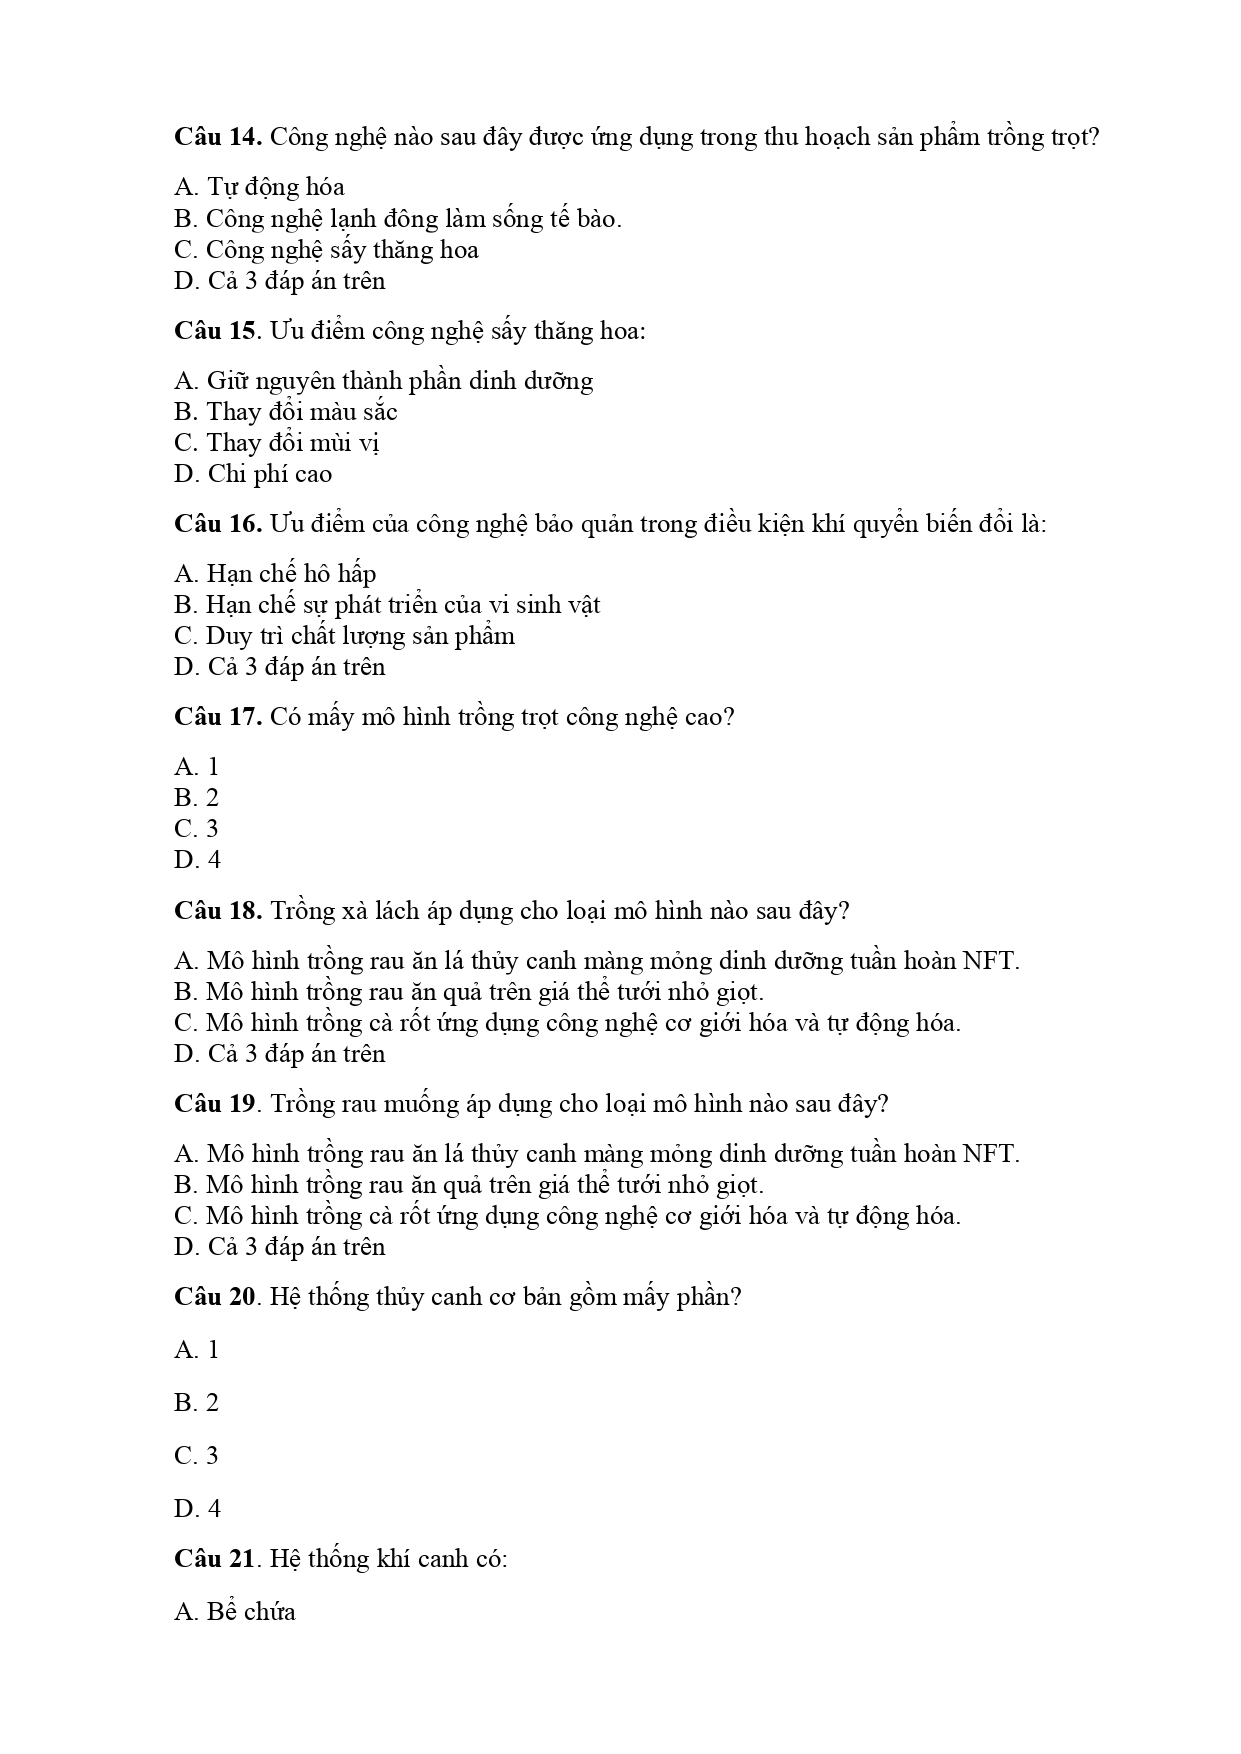 Câu 14. Công nghệ nào sau đây được ứng dụng trong thu hoạch sản phẩm trồng trọt?
A. Tự động hóa
B. Công nghệ lạnh đông làm sống tế bào.
C. Công nghệ sấy thăng hoa
D. Cả 3 đáp án trên
Câu 15. Ưu điểm công nghệ sấy thăng hoa:
A. Giữ nguyên thành phần dinh dưỡng
B. Thay đổi màu sắc
C. Thay đổi mùi vị
D. Chi phí cao
Câu 16. Ưu điểm của công nghệ bảo quản trong điều kiện khí quyển biến đổi là:
A. Hạn chế hô hấp
B. Hạn chế sự phát triển của vi sinh vật
C. Duy trì chất lượng sản phẩm
D. Cả 3 đáp án trên
Câu 17. Có mấy mô hình trồng trọt công nghệ cao?
A. 1
B. 2
C. 3
D. 4
Câu 18. Trồng xà lách áp dụng cho loại mô hình nào sau đây?
A. Mô hình trồng rau ăn lá thủy canh màng mỏng dinh dưỡng tuần hoàn NFT.
B. Mô hình trồng rau ăn quả trên giá thể tưới nhỏ giọt.
C. Mô hình trồng cà rốt ứng dụng công nghệ cơ giới hóa và tự động hóa.
D. Cả 3 đáp án trên
Câu 19. Trồng rau muống áp dụng cho loại mô hình nào sau đây?
A. Mô hình trồng rau ăn lá thủy canh màng mỏng dinh dưỡng tuần hoàn NFT.
B. Mô hình trồng rau ăn quả trên giá thể tưới nhỏ giọt.
C. Mô hình trồng cà rốt ứng dụng công nghệ cơ giới hóa và tự động hóa.
D. Cả 3 đáp án trên
Câu 20. Hệ thống thủy canh cơ bản gồm mấy phần?
A. 1
B. 2
C. 3
D. 4
Câu 21. Hệ thống khí canh có:
A. Bể chứa